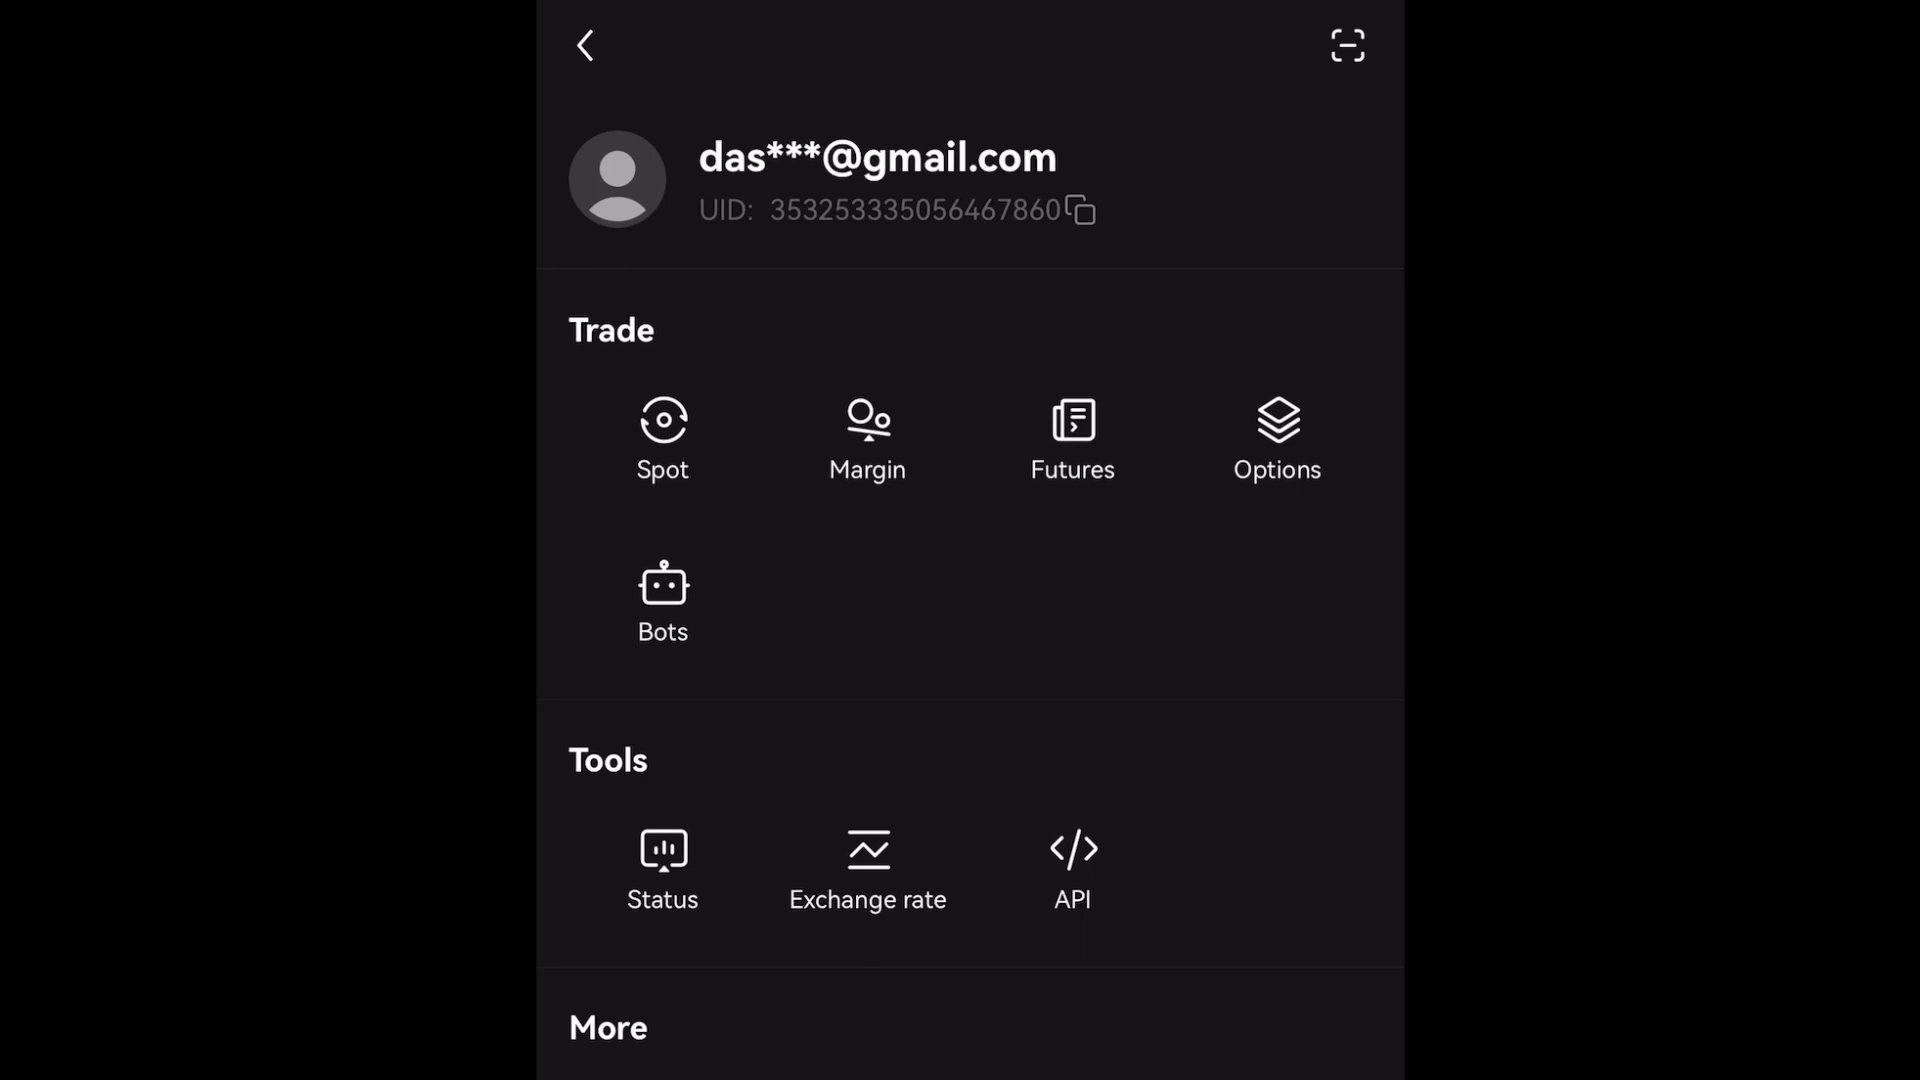 das***@gmail.com
UID: 353253335056467860
Trade
Spot
Margin
Futures
Options
Bots
Tools
Status
Exchange rate
API
More